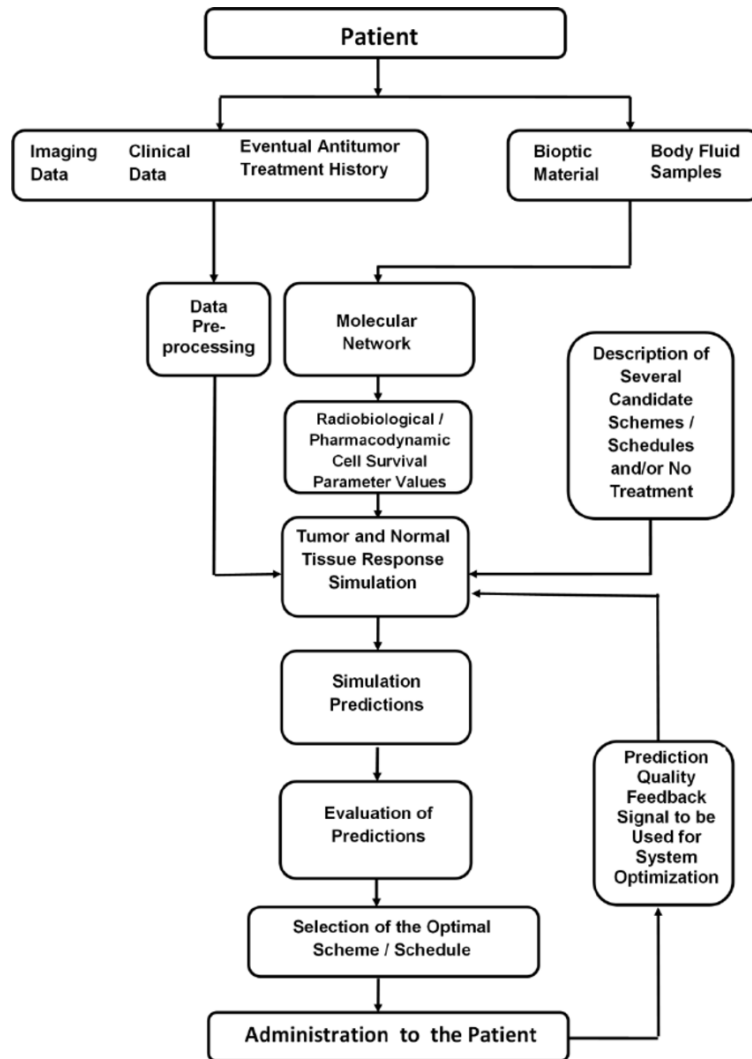 Patient
Imaging
Data
Clinical
Data
Eventual Antitumor
Treatment History
Bioptic
Material
Body Fluid
Samples
Data
Pre-
processing
Molecular
Network
Description of
Several
Candidate
Schemes /
Schedules
and/or No
Treatment
Radiobiological /
Pharmacodynamic
Cell Survival
Parameter Values
Tumor and Normal
Tissue Response
Simulation
Simulation
Predictions
Prediction
Quality
Feedback
Signal to be
Used for
System
Optimization
Evaluation of
Predictions
Selection of the Optimal
Scheme / Schedule
Administration to the Patient